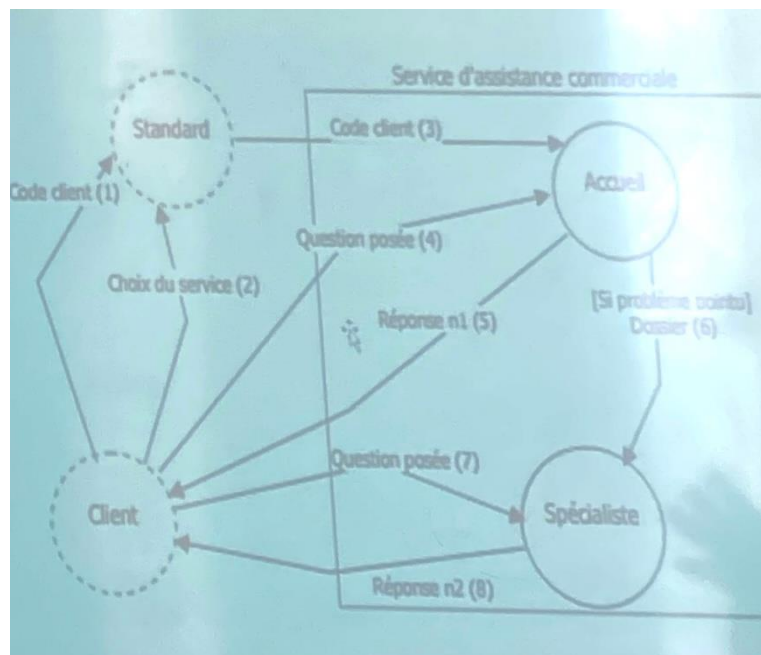 Service d'assistance commerciale
Standard
Code client (3)
Accueil
Code client (1)
Question posée (4)
Choix du service (2)
[Si problème pointu]
Dossier (6)
Réponse n1 (5)
Question posée (7)
Client
Spécialiste
Réponse n2 (8)